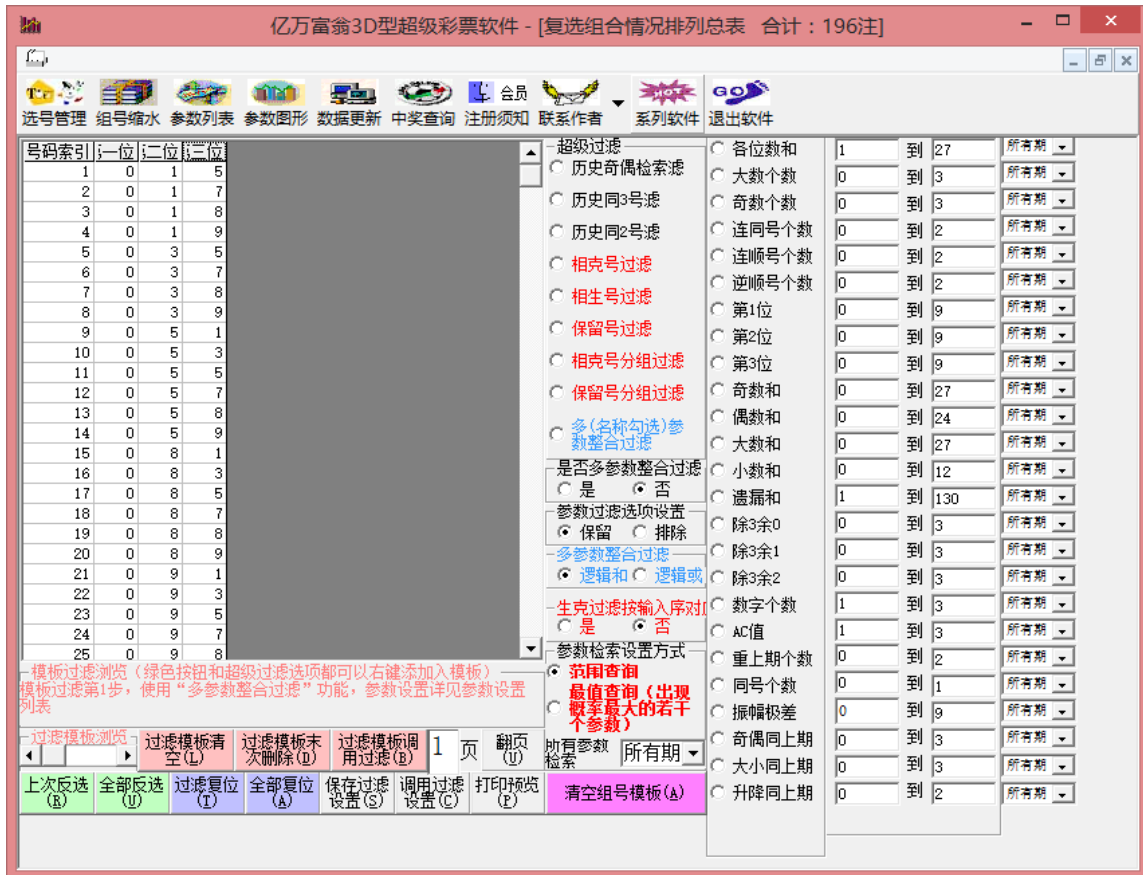 亿万富翁3D型超级彩票软件 - [复选组合情况排列总表 合计：196注]
选号管理 组号缩水 参数列表 参数图形 数据更新 中奖查询 注册须知 会员 联系作者 系列软件 退出软件
HOT
GO
号码索引 一位 二位 三位
1 0 1 5
2 0 1 7
3 0 1 8
4 0 1 9
5 0 3 5
6 0 3 7
7 0 3 8
8 0 3 9
9 0 5 1
10 0 5 3
11 0 5 5
12 0 5 7
13 0 5 8
14 0 5 9
15 0 8 1
16 0 8 3
17 0 8 5
18 0 8 7
19 0 8 8
20 0 8 9
21 0 9 1
22 0 9 3
23 0 9 5
24 0 9 7
25 0 9 8
模板过滤浏览（绿色按钮和超级过滤选项都可以右键添加入模板）
模板过滤第1步，使用“多参数整合过滤”功能，参数设置详见参数设置
列表
过滤模板浏览
过滤模板清空(L)
过滤模板末次删除(D)
过滤模板调用过滤(B)
1 页
翻页(U)
上次反选(R)
全部反选(U)
过滤复位(T)
全部复位(A)
保存过滤设置(S)
调用过滤设置(C)
打印预览(P)
超级过滤
历史奇偶检索滤
历史同3号滤
历史同2号滤
相克号过滤
相生号过滤
保留号过滤
相克号分组过滤
保留号分组过滤
多(名称勾选)参
数整合过滤
是否多参数整合过滤
是 否
参数过滤选项设置
保留 排除
多参数整合过滤
逻辑和 逻辑或
生克过滤按输入序对
是 否
参数检索设置方式
范围查询
最值查询（出现
概率最大的若干
个参数）
所有参数
检索
所有期
清空组号模板(A)
各位数和 1 到 27 所有期
大数个数 0 到 3 所有期
奇数个数 0 到 3 所有期
连同号个数 0 到 2 所有期
连顺号个数 0 到 2 所有期
逆顺号个数 0 到 2 所有期
第1位 0 到 9 所有期
第2位 0 到 9 所有期
第3位 0 到 9 所有期
奇数和 0 到 27 所有期
偶数和 0 到 24 所有期
大数和 0 到 27 所有期
小数和 0 到 12 所有期
遗漏和 1 到 130 所有期
除3余0 0 到 3 所有期
除3余1 0 到 3 所有期
除3余2 0 到 3 所有期
数字个数 1 到 3 所有期
AC值 1 到 3 所有期
重上期个数 0 到 2 所有期
同号个数 0 到 1 所有期
振幅极差 0 到 9 所有期
奇偶同上期 0 到 3 所有期
大小同上期 0 到 3 所有期
升降同上期 0 到 2 所有期